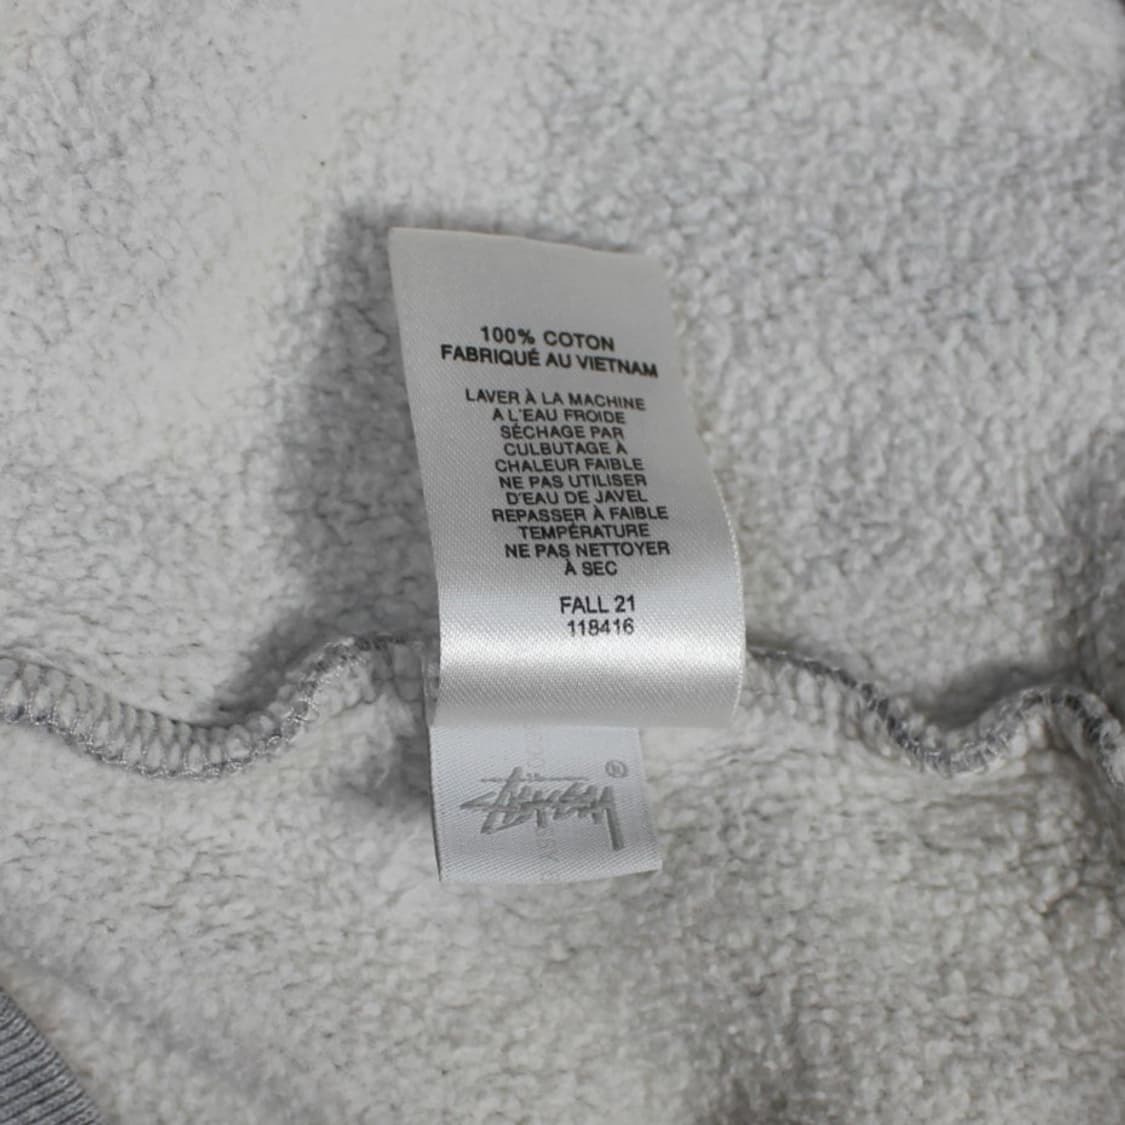 100% COTON
FABRIQUÉ AU VIETNAM
LAVER À LA MACHINE
A L'EAU FROIDE
SÉCHAGE PAR
CULBUTAGE À
CHALEUR FAIBLE
NE PAS UTILISER
D'EAU DE JAVEL
REPASSER À FAIBLE
TEMPÉRATURE
NE PAS NETTOYER
À SEC
FALL 21
118416
STÜSSY ®